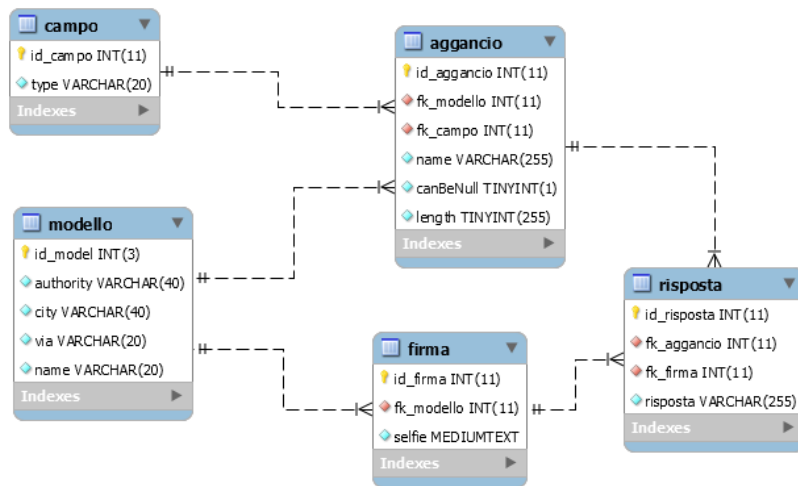 campo
id_campo INT(11)
type VARCHAR(20)
Indexes
aggancio
id_aggancio INT(11)
fk_modello INT(11)
fk_campo INT(11)
name VARCHAR(255)
canBeNull TINYINT(1)
length TINYINT(255)
Indexes
modello
id_model INT(3)
authority VARCHAR(40)
city VARCHAR(40)
via VARCHAR(20)
name VARCHAR(20)
Indexes
firma
id_firma INT(11)
fk_modello INT(11)
selfie MEDIUMTEXT
Indexes
risposta
id_risposta INT(11)
fk_aggancio INT(11)
fk_firma INT(11)
risposta VARCHAR(255)
Indexes